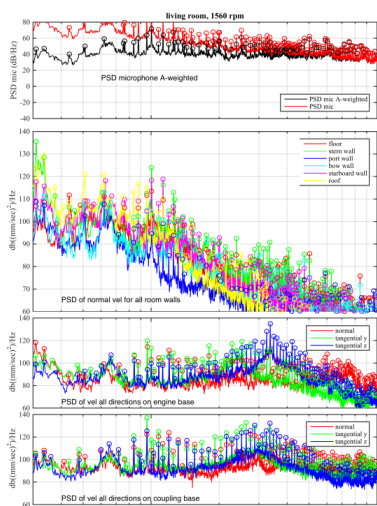 living room, 1560 rpm
PSD mic (dB/Hz)
80
60
40
20
0
-20
-40
PSD microphone A-weighted
PSD mic A-weighted
PSD mic
db((mm/sec)²)/Hz
140
130
120
110
100
90
80
70
60
floor
stern wall
port wall
bow wall
starboard wall
roof
PSD of normal vel for all room walls
db((mm/sec)²)/Hz
140
120
100
80
60
normal
tangential y
tangential z
PSD of vel all directions on engine base
db((mm/sec)²)/Hz
140
120
100
80
60
normal
tangential y
tangential z
PSD of vel all directions on coupling base